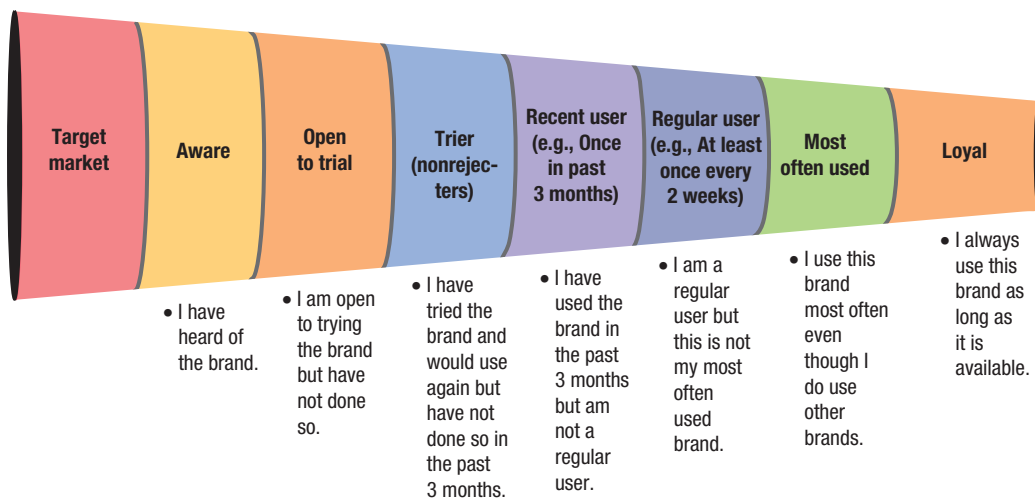 Target
market
Aware
Open
to trial
Trier
(nonrejec-
ters)
Recent user
(e.g., Once
in past
3 months)
Regular user
(e.g., At least
once every
2 weeks)
Most
often used
Loyal
• I have
heard of
the brand.
• I am open
to trying
the brand
but have
not done
so.
• I have
tried the
brand and
would use
again but
have not
done so in
the past
3 months.
• I have
used the
brand in
the past
3 months
but am
not a
regular
user.
• I am a
regular
user but
this is not
my most
often
used
brand.
• I use this
brand
most often
even
though I
do use
other
brands.
• I always
use this
brand as
long as
it is
available.